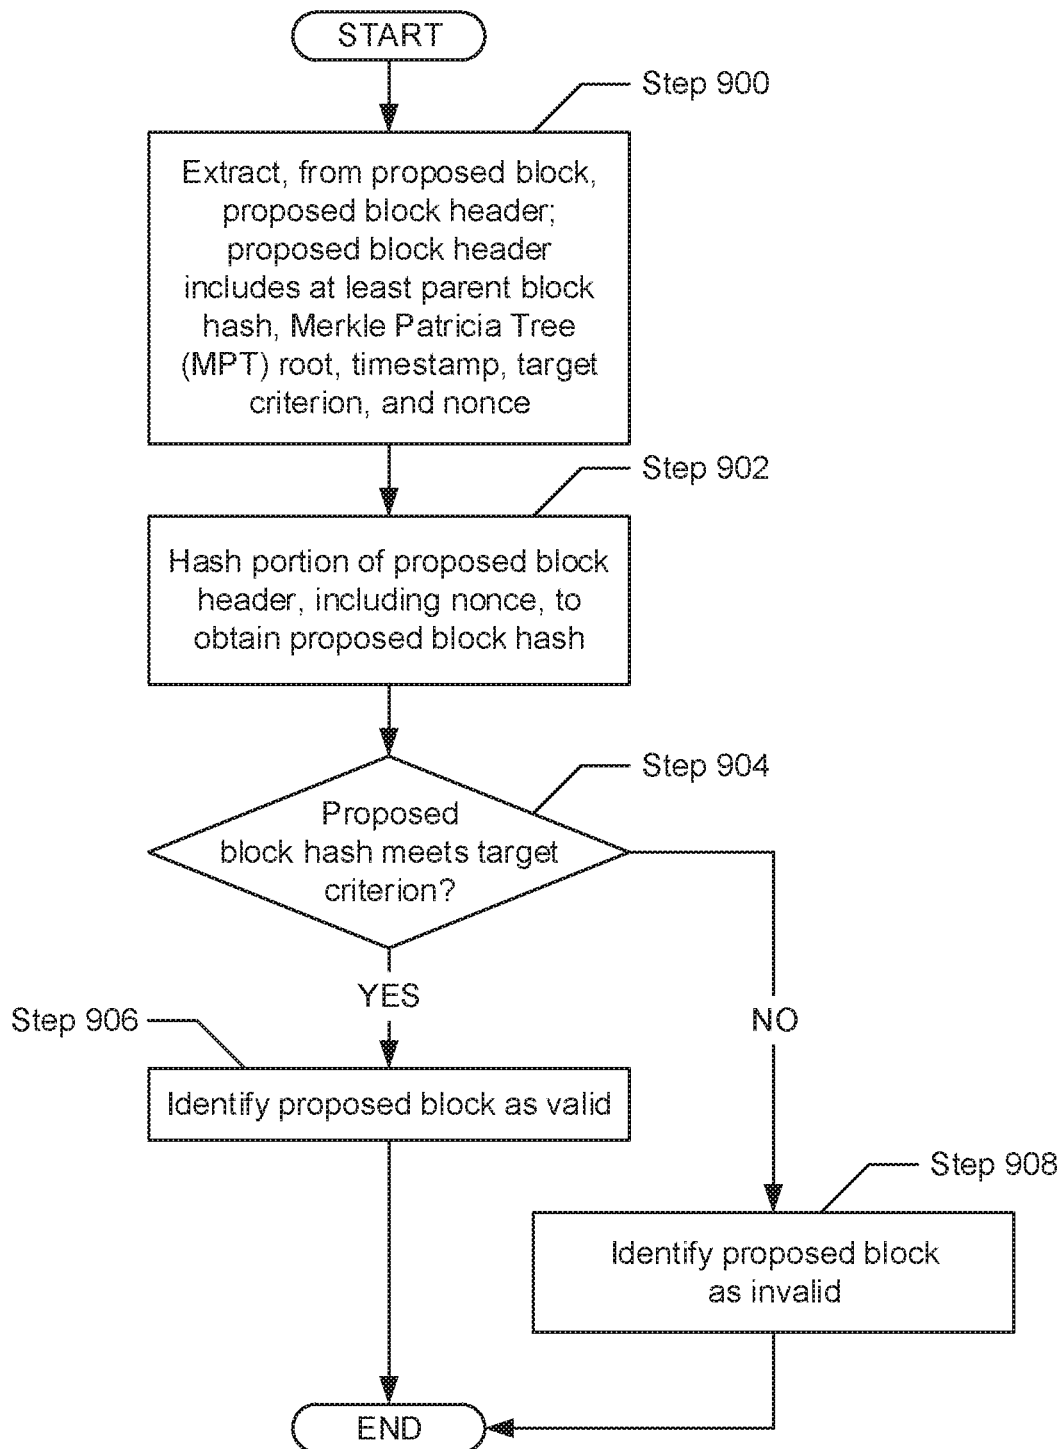 START
Step 900
Extract, from proposed block,
proposed block header;
proposed block header
includes at least parent block
hash, Merkle Patricia Tree
(MPT) root, timestamp, target
criterion, and nonce
Step 902
Hash portion of proposed block
header, including nonce, to
obtain proposed block hash
Step 904
Proposed
block hash meets target
criterion?
YES
NO
Step 906
Identify proposed block as valid
Step 908
Identify proposed block
as invalid
END